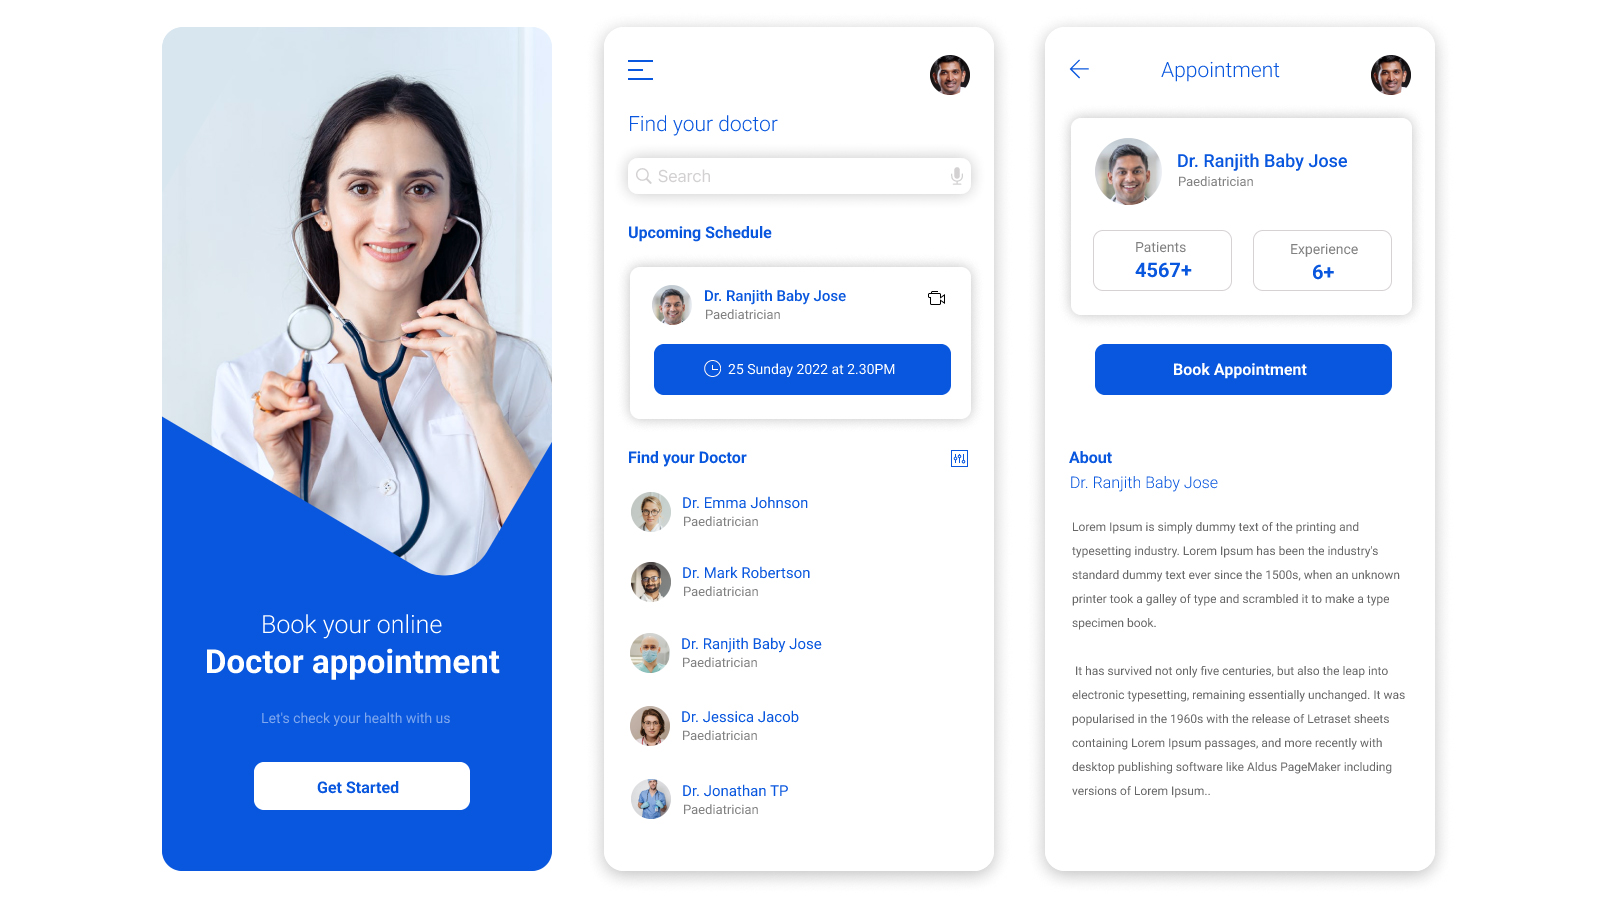 Book your online
Doctor appointment
Let's check your health with us
Get Started
Find your doctor
Search
Upcoming Schedule
Dr. Ranjith Baby Jose
Paediatrician
25 Sunday 2022 at 2.30PM
Find your Doctor
Dr. Emma Johnson
Paediatrician
Dr. Mark Robertson
Paediatrician
Dr. Ranjith Baby Jose
Paediatrician
Dr. Jessica Jacob
Paediatrician
Dr. Jonathan TP
Paediatrician
Appointment
Dr. Ranjith Baby Jose
Paediatrician
Patients
4567+
Experience
6+
Book Appointment
About
Dr. Ranjith Baby Jose
Lorem Ipsum is simply dummy text of the printing and
typesetting industry. Lorem Ipsum has been the industry's
standard dummy text ever since the 1500s, when an unknown
printer took a galley of type and scrambled it to make a type
specimen book.
It has survived not only five centuries, but also the leap into
electronic typesetting, remaining essentially unchanged. It was
popularised in the 1960s with the release of Letraset sheets
containing Lorem Ipsum passages, and more recently with
desktop publishing software like Aldus PageMaker including
versions of Lorem Ipsum..